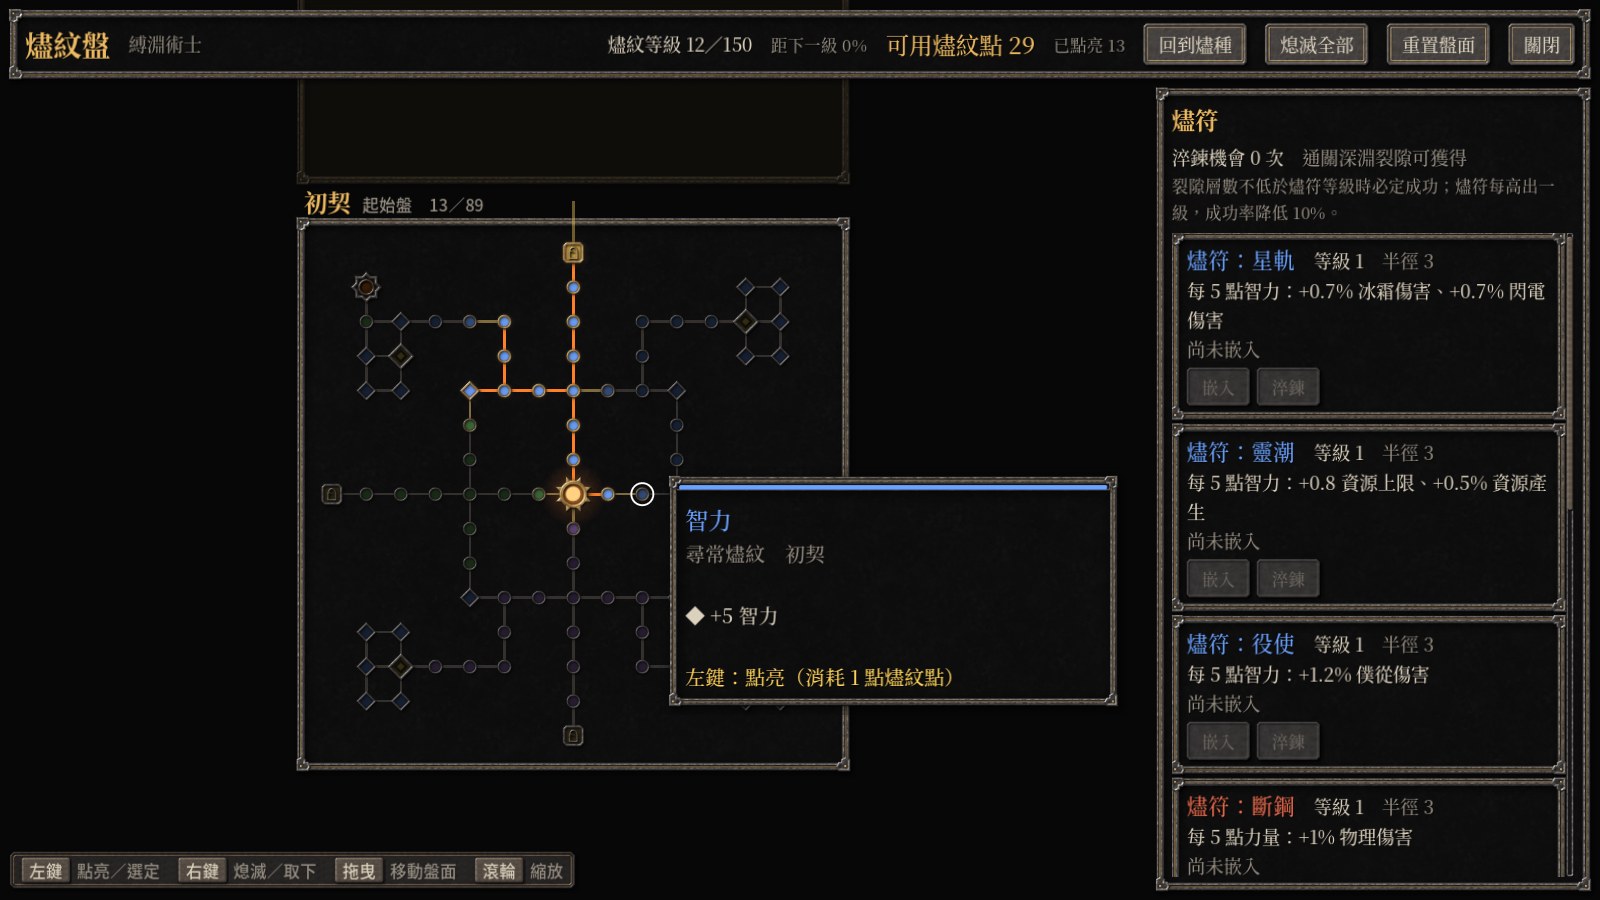 燼紋盤 縛淵術士 燼紋等級 12／150 距下一級 0% 可用燼紋點 29 已點亮 13 回到燼種 熄滅全部 重置盤面 關閉
初契 起始盤 13／89
智力
尋常燼紋 初契
◆ +5 智力
左鍵：點亮（消耗 1 點燼紋點）
燼符
淬鍊機會 0 次 通關深淵裂隙可獲得
裂隙層數不低於燼符等級時必定成功；燼符每高出一
級，成功率降低 10%。
燼符：星軌 等級 1 半徑 3
每 5 點智力：+0.7% 冰霜傷害、+0.7% 閃電
傷害
尚未嵌入
嵌入 淬鍊
燼符：靈潮 等級 1 半徑 3
每 5 點智力：+0.8 資源上限、+0.5% 資源產
生
尚未嵌入
嵌入 淬鍊
燼符：役使 等級 1 半徑 3
每 5 點智力：+1.2% 僕從傷害
尚未嵌入
嵌入 淬鍊
燼符：斷鋼 等級 1 半徑 3
每 5 點力量：+1% 物理傷害
尚未嵌入
左鍵 點亮／選定 右鍵 熄滅／取下 拖曳 移動盤面 滾輪 縮放